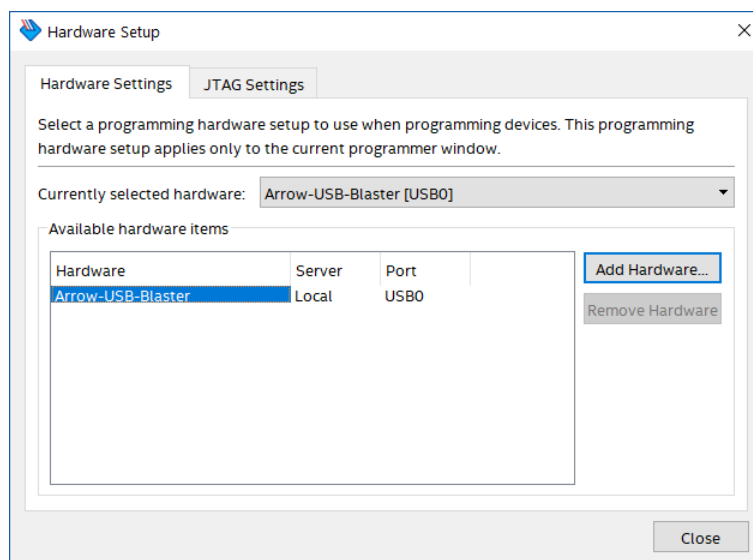 Hardware Setup
Hardware Settings
JTAG Settings
Select a programming hardware setup to use when programming devices. This programming
hardware setup applies only to the current programmer window.
Currently selected hardware: Arrow-USB-Blaster [USB0]
Available hardware items
Hardware Server Port
Arrow-USB-Blaster Local USB0
Add Hardware...
Remove Hardware
Close